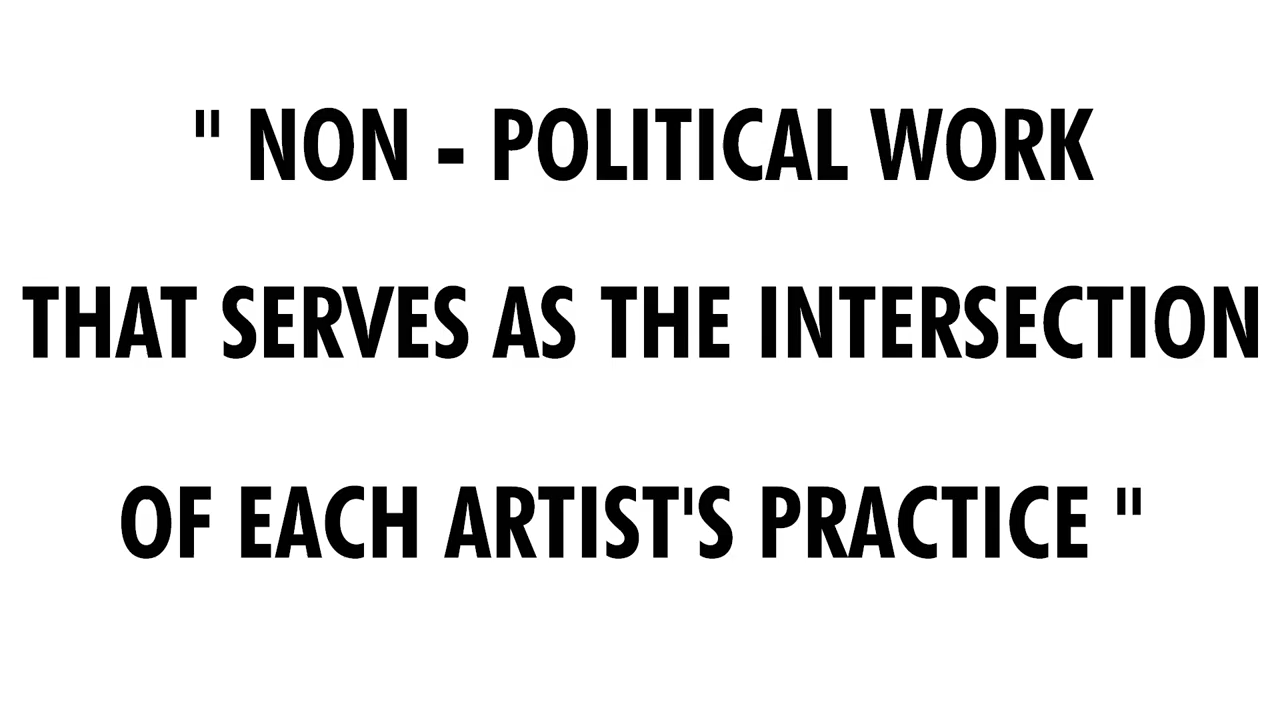 " NON - POLITICAL WORK
THAT SERVES AS THE INTERSECTION
OF EACH ARTIST'S PRACTICE "